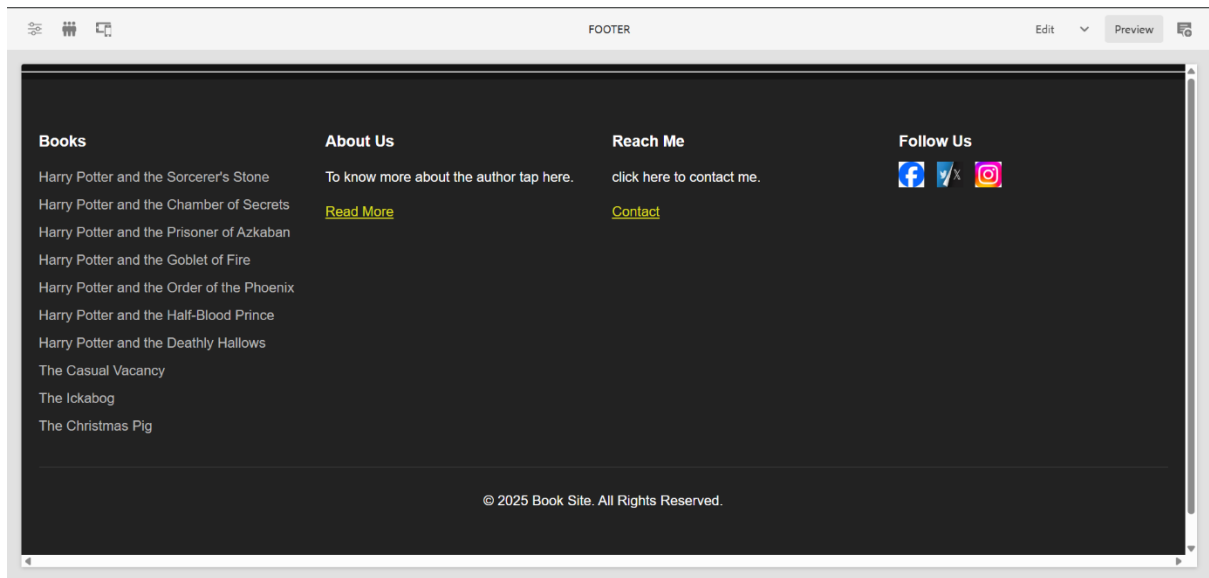 FOOTER
Edit
Preview
Books
Harry Potter and the Sorcerer's Stone
Harry Potter and the Chamber of Secrets
Harry Potter and the Prisoner of Azkaban
Harry Potter and the Goblet of Fire
Harry Potter and the Order of the Phoenix
Harry Potter and the Half-Blood Prince
Harry Potter and the Deathly Hallows
The Casual Vacancy
The Ickabog
The Christmas Pig
About Us
To know more about the author tap here.
Read More
Reach Me
click here to contact me.
Contact
Follow Us
© 2025 Book Site. All Rights Reserved.